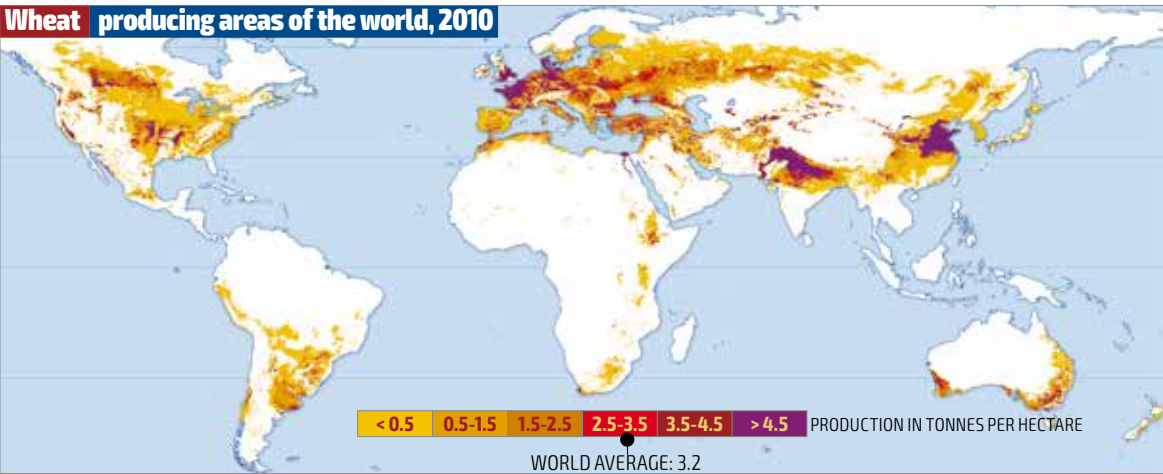 Wheat producing areas of the world, 2010
< 0.5 0.5-1.5 1.5-2.5 2.5-3.5 3.5-4.5 > 4.5 PRODUCTION IN TONNES PER HECTARE
WORLD AVERAGE: 3.2